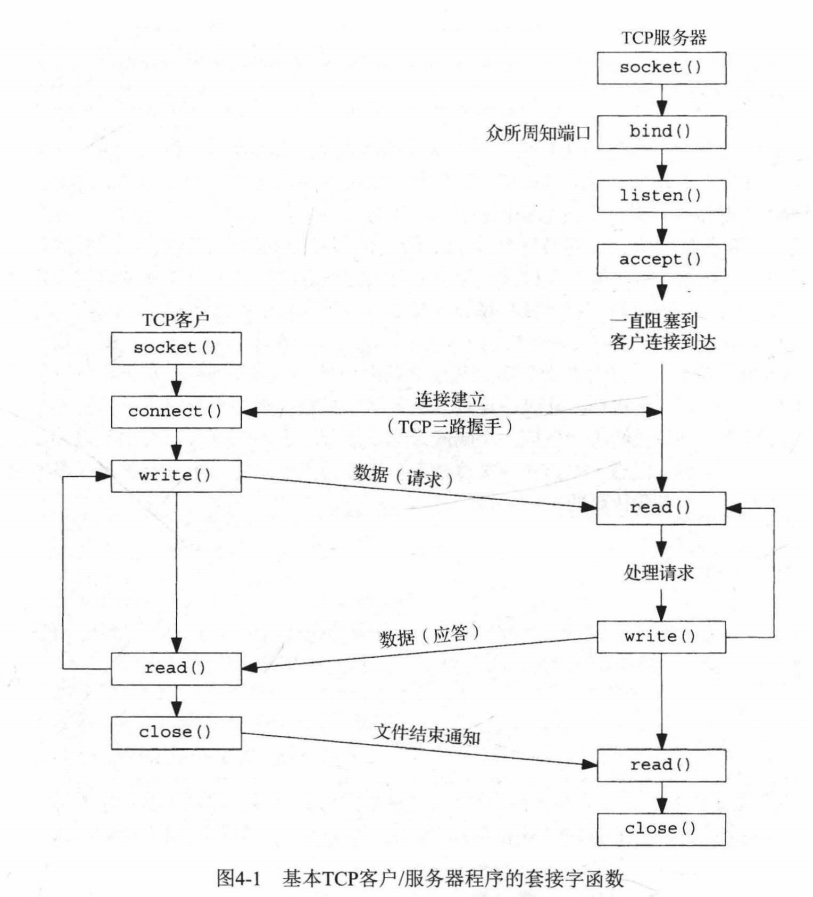 TCP服务器
socket()
众所周知端口
bind()
listen()
accept()
一直阻塞到
客户连接到达
TCP客户
socket()
connect()
连接建立
（TCP三路握手）
write()
数据（请求）
read()
处理请求
数据（应答）
write()
read()
close()
文件结束通知
read()
close()
图4-1 基本TCP客户/服务器程序的套接字函数